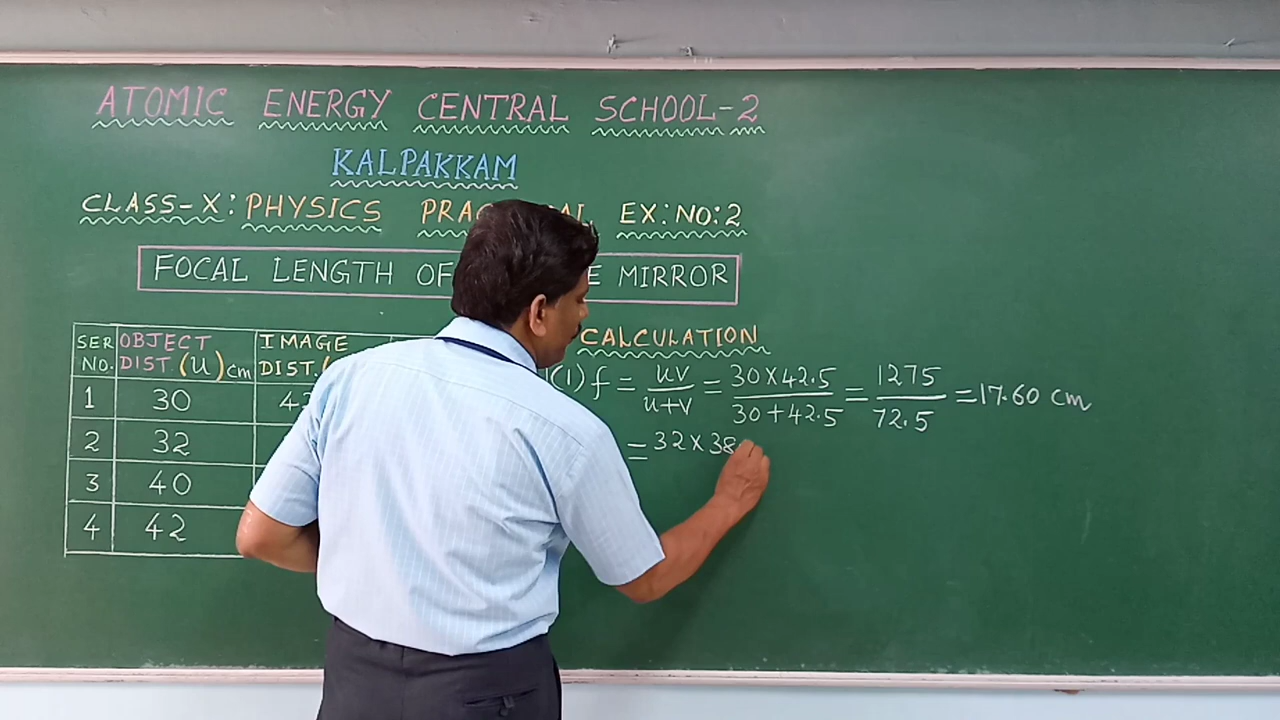 ATOMIC ENERGY CENTRAL SCHOOL-2
KALPAKKAM
CLASS-X: PHYSICS EX: NO: 2
FOCAL LENGTH OF MIRROR
SER NO. OBJECT DIST. (u) cm IMAGE DIST.
1 30
2 32
3 40
4 42
CALCULATION
(1) f = uv/u+v = 30×42.5/30+42.5 = 1275/72.5 = 17.60 cm
= 32×38